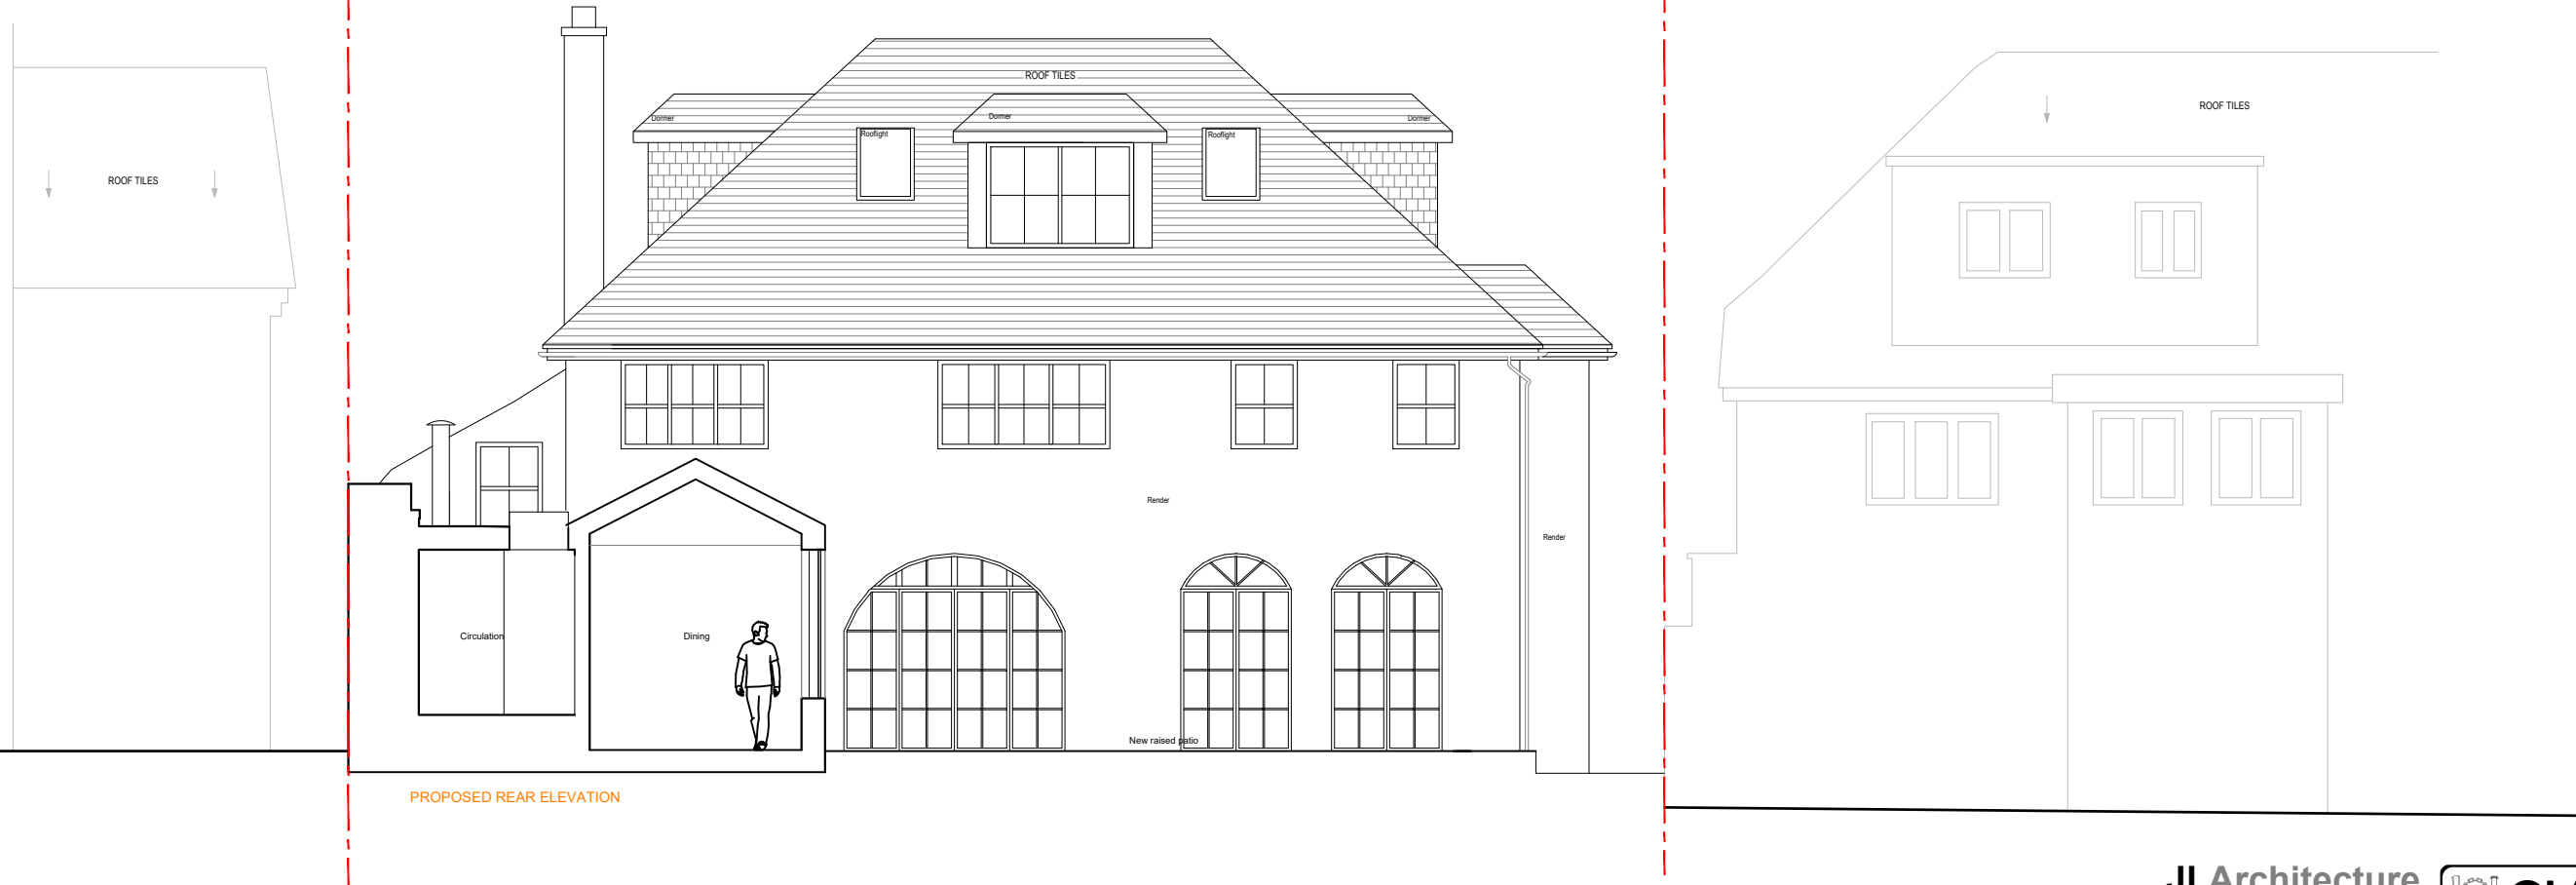 ROOF TILES
ROOF TILES
ROOF TILES
Dormer
Dormer
Dormer
Rooflight
Rooflight
Render
Render
Circulation
Dining
New raised patio
PROPOSED REAR ELEVATION
Architecture